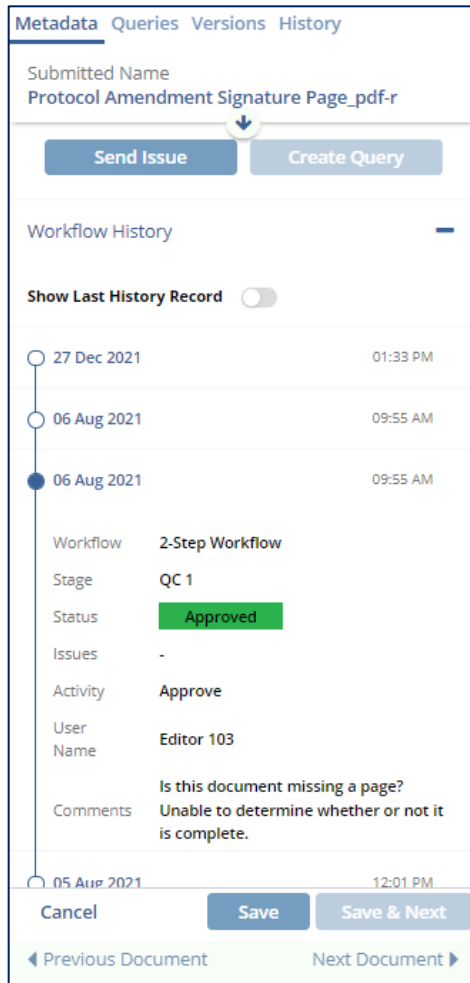 Metadata Queries Versions History
Submitted Name
Protocol Amendment Signature Page_pdf-r
Send Issue Create Query
Workflow History
Show Last History Record
27 Dec 2021 01:33 PM
06 Aug 2021 09:55 AM
06 Aug 2021 09:55 AM
Workflow 2-Step Workflow
Stage QC 1
Status Approved
Issues -
Activity Approve
User
Name Editor 103
Is this document missing a page?
Comments Unable to determine whether or not it
is complete.
05 Aug 2021 12:01 PM
Cancel Save Save & Next
Previous Document Next Document